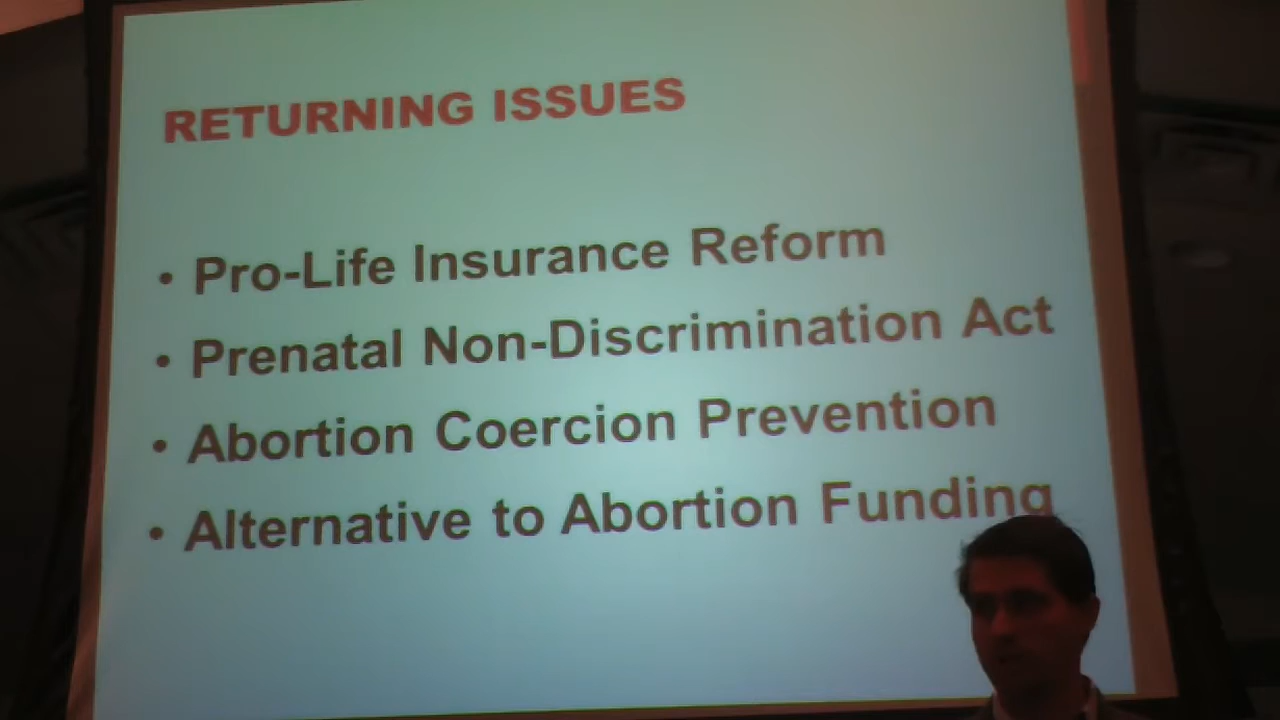 RETURNING ISSUES
• Pro-Life Insurance Reform
• Prenatal Non-Discrimination Act
• Abortion Coercion Prevention
• Alternative to Abortion Funding